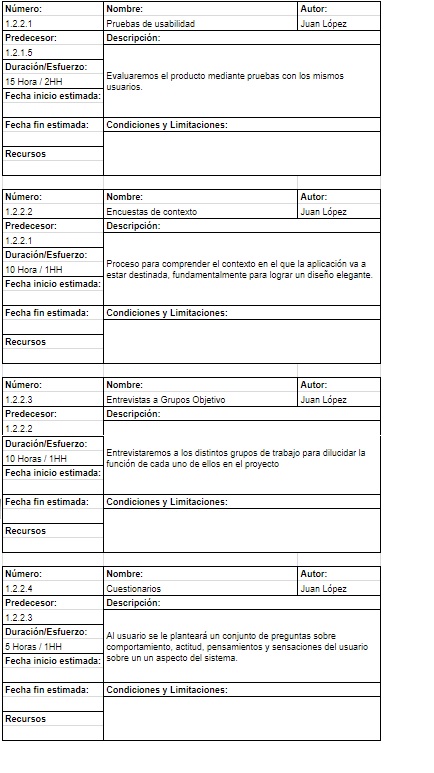 Número: Nombre: Autor:
1.2.2.1 Pruebas de usabilidad Juan López
Predecesor: Descripción:
1.2.1.5
Duración/Esfuerzo:
15 Hora / 2HH
Evaluaremos el producto mediante pruebas con los mismos
usuarios.
Fecha inicio estimada:
Fecha fin estimada: Condiciones y Limitaciones:
Recursos
Número: Nombre: Autor:
1.2.2.2 Encuestas de contexto Juan López
Predecesor: Descripción:
1.2.2.1
Duración/Esfuerzo:
10 Hora / 1HH
Proceso para comprender el contexto en el que la aplicación va a
estar destinada, fundamentalmente para lograr un diseño elegante.
Fecha inicio estimada:
Fecha fin estimada: Condiciones y Limitaciones:
Recursos
Número: Nombre: Autor:
1.2.2.3 Entrevistas a Grupos Objetivo Juan López
Predecesor: Descripción:
1.2.2.2
Duración/Esfuerzo:
10 Horas / 1HH
Entrevistaremos a los distintos grupos de trabajo para dilucidar la
función de cada uno de ellos en el proyecto
Fecha inicio estimada:
Fecha fin estimada: Condiciones y Limitaciones:
Recursos
Número: Nombre: Autor:
1.2.2.4 Cuestionarios Juan López
Predecesor: Descripción:
1.2.2.3
Duración/Esfuerzo:
5 Horas / 1HH
Al usuario se le planteará un conjunto de preguntas sobre
comportamiento, actitud, pensamientos y sensaciones del usuario
sobre un un aspecto del sistema.
Fecha inicio estimada:
Fecha fin estimada: Condiciones y Limitaciones:
Recursos